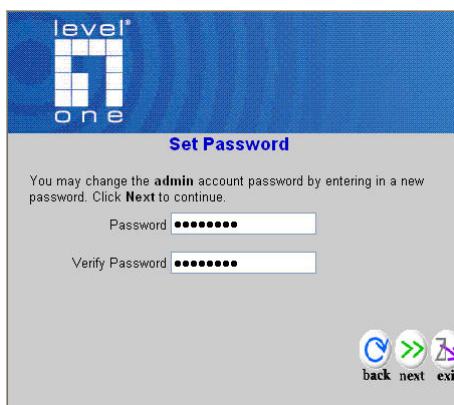 level®
one
Set Password
You may change the admin account password by entering in a new
password. Click Next to continue.
Password ●●●●●●●●
Verify Password ●●●●●●●●
back next exi